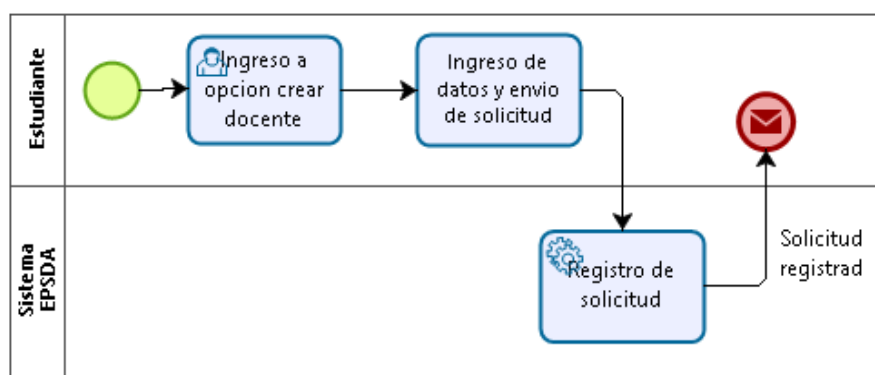 Estudiante
Ingreso a
opcion crear
docente
Ingreso de
datos y envio
de solicitud
Sistema
EPSDA
Registro de
solicitud
Solicitud
registrad